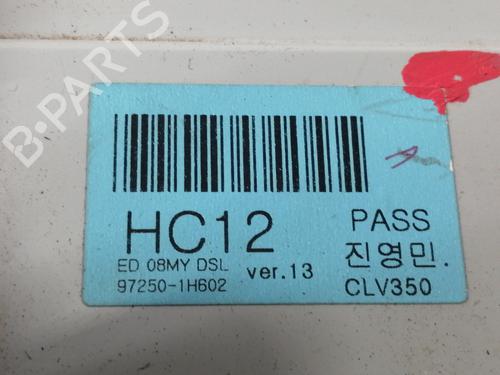 B-PARTS
HC12
PASS
ED 08MY DSL
ver.13
진영민.
97250-1H602
CLV350